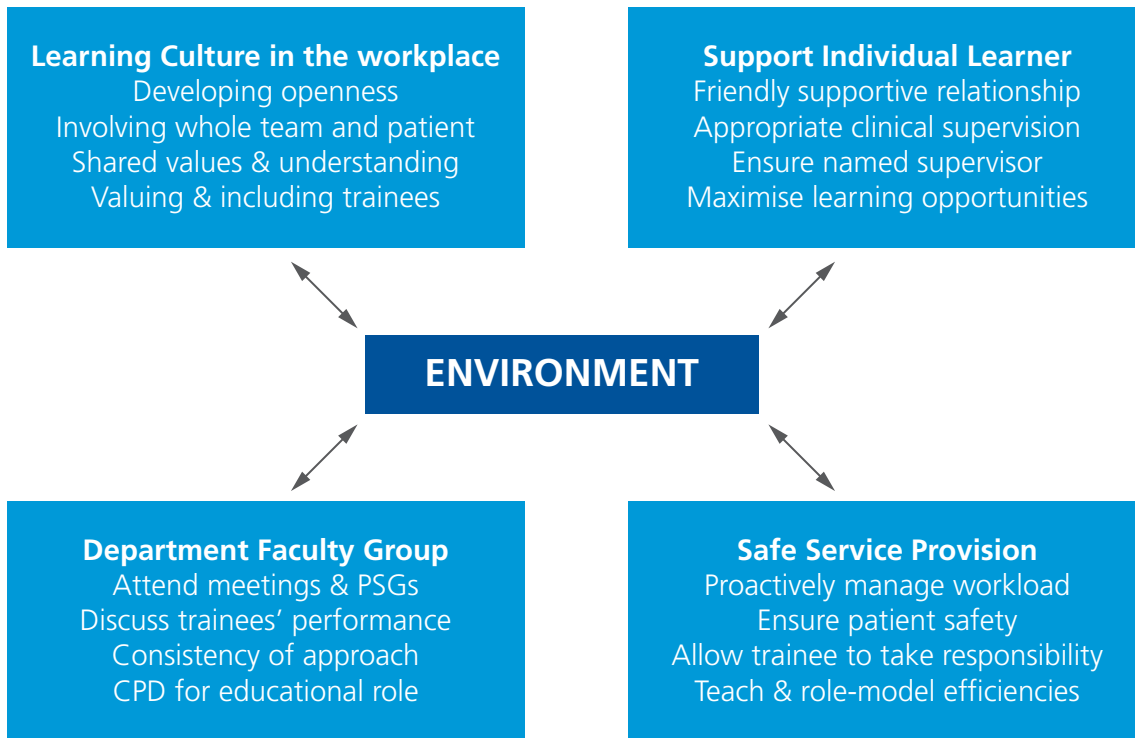 Learning Culture in the workplace
Developing openness
Involving whole team and patient
Shared values & understanding
Valuing & including trainees
Support Individual Learner
Friendly supportive relationship
Appropriate clinical supervision
Ensure named supervisor
Maximise learning opportunities
ENVIRONMENT
Department Faculty Group
Attend meetings & PSGs
Discuss trainees’ performance
Consistency of approach
CPD for educational role
Safe Service Provision
Proactively manage workload
Ensure patient safety
Allow trainee to take responsibility
Teach & role-model efficiencies